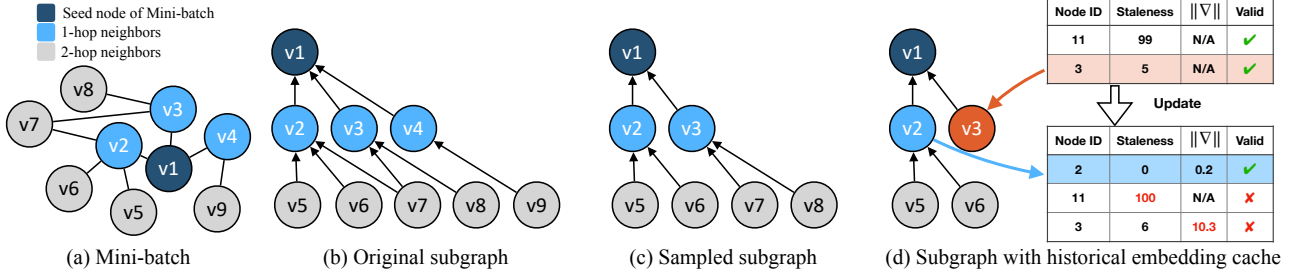 Seed node of Mini-batch
1-hop neighbors
2-hop neighbors
v8
v3
v7
v4
v2
v1
v6
v5
v9
(a) Mini-batch
v1
v2 v3 v4
v5 v6 v7 v8 v9
(b) Original subgraph
v1
v2 v3
v5 v6 v7 v8
(c) Sampled subgraph
v1
v2 v3
v5 v6
Node ID Staleness ‖∇‖ Valid
11 99 N/A ✔
3 5 N/A ✔
Update
Node ID Staleness ‖∇‖ Valid
2 0 0.2 ✔
11 100 N/A ✘
3 6 10.3 ✘
(d) Subgraph with historical embedding cache